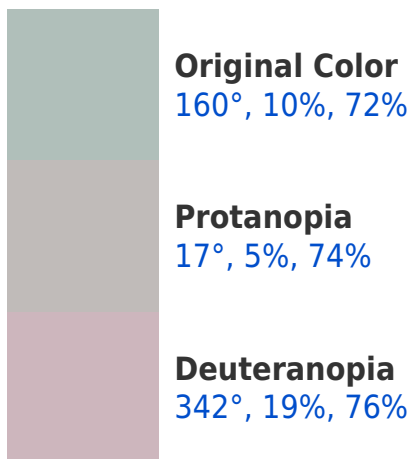 Original Color
160°, 10%, 72%
Protanopia
17°, 5%, 74%
Deuteranopia
342°, 19%, 76%